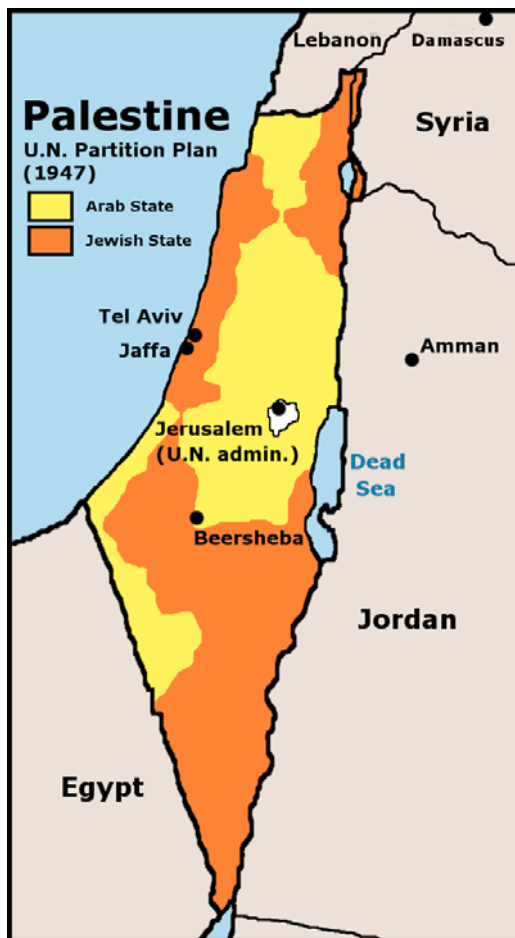 Lebanon
Damascus
Palestine
U.N. Partition Plan
(1947)
Arab State
Jewish State
Syria
Tel Aviv
Jaffa
Amman
Jerusalem
(U.N. admin.)
Dead
Sea
Beersheba
Jordan
Egypt